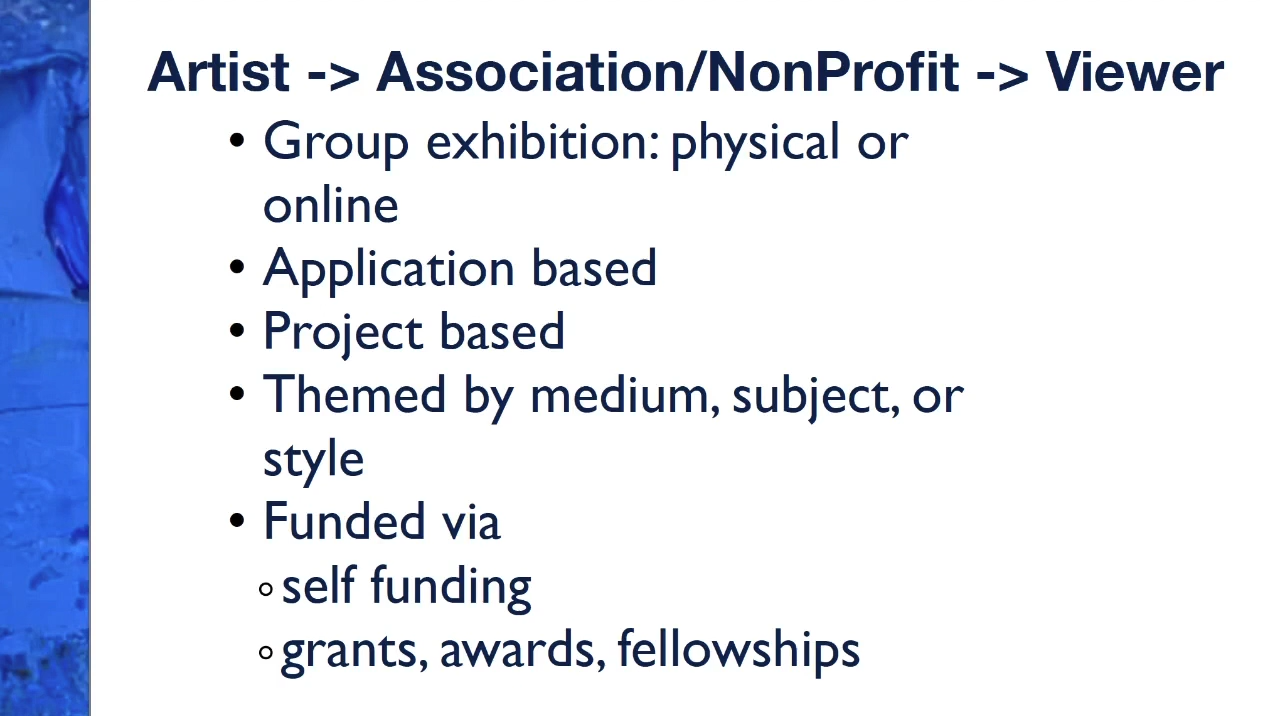 Artist -> Association/NonProfit -> Viewer
• Group exhibition: physical or
online
• Application based
• Project based
• Themed by medium, subject, or
style
• Funded via
○ self funding
○ grants, awards, fellowships